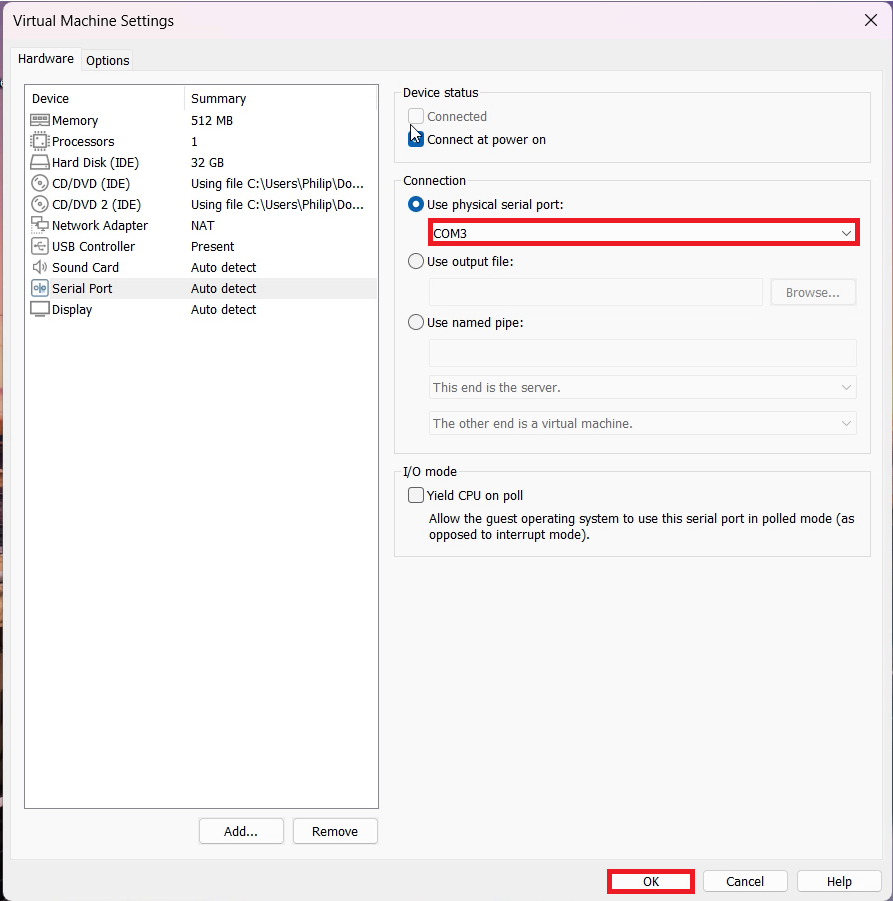 Virtual Machine Settings
Hardware
Options
Device Summary
Memory 512 MB
Processors 1
Hard Disk (IDE) 32 GB
CD/DVD (IDE) Using file C:\Users\Philip\Do...
CD/DVD 2 (IDE) Using file C:\Users\Philip\Do...
Network Adapter NAT
USB Controller Present
Sound Card Auto detect
Serial Port Auto detect
Display Auto detect
Add...
Remove
Device status
Connected
Connect at power on
Connection
Use physical serial port:
COM3
Use output file:
Browse...
Use named pipe:
This end is the server.
The other end is a virtual machine.
I/O mode
Yield CPU on poll
Allow the guest operating system to use this serial port in polled mode (as
opposed to interrupt mode).
OK
Cancel
Help